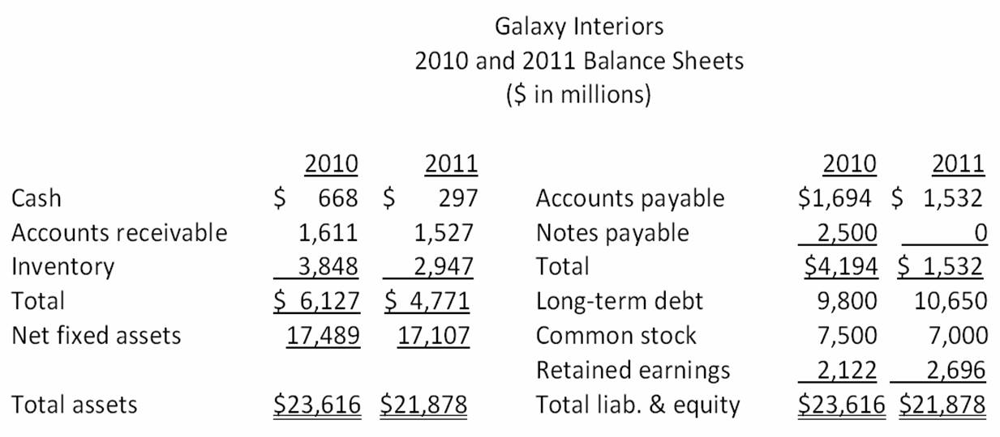 Galaxy Interiors
2010 and 2011 Balance Sheets
($ in millions)
2010 2011 2010 2011
Cash $ 668 $ 297 Accounts payable $1,694 $ 1,532
Accounts receivable 1,611 1,527 Notes payable 2,500 0
Inventory 3,848 2,947 Total $4,194 $ 1,532
Total $ 6,127 $ 4,771 Long-term debt 9,800 10,650
Net fixed assets 17,489 17,107 Common stock 7,500 7,000
Retained earnings 2,122 2,696
Total assets $23,616 $21,878 Total liab. & equity $23,616 $21,878